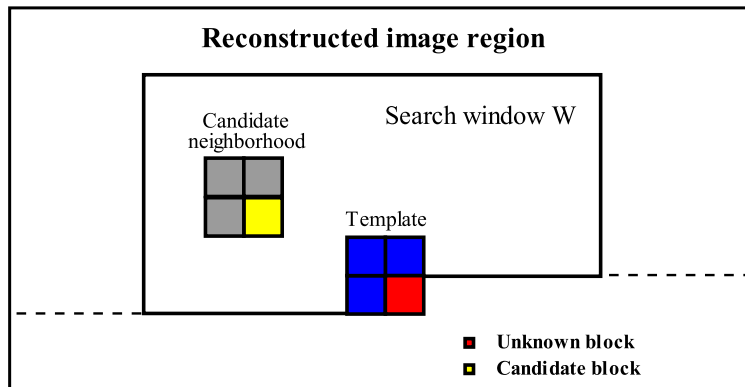 Reconstructed image region
Search window W
Candidate
neighborhood
Template
Unknown block
Candidate block